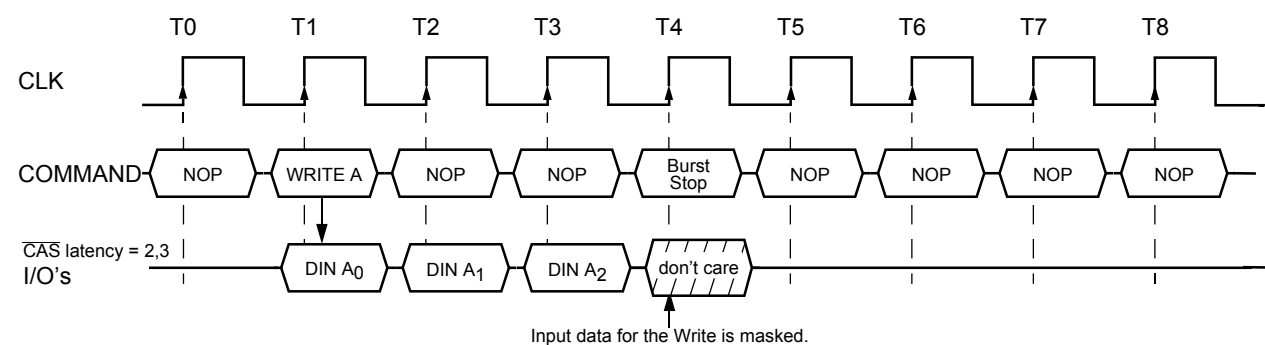 T0 T1 T2 T3 T4 T5 T6 T7 T8
CLK
COMMAND NOP WRITE A NOP NOP Burst Stop NOP NOP NOP NOP
CAS latency = 2,3
I/O's DIN A0 DIN A1 DIN A2 don't care
Input data for the Write is masked.